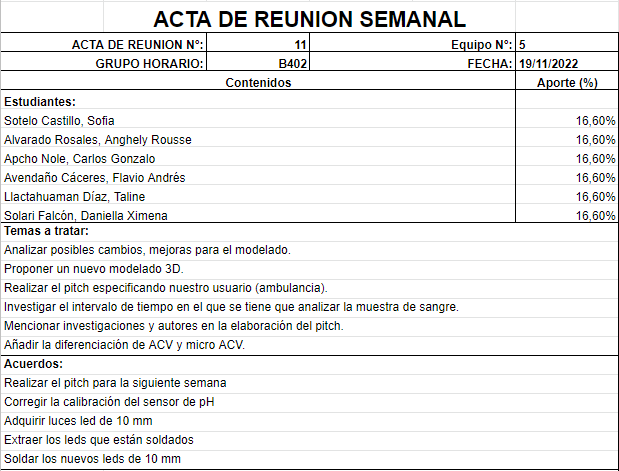 ACTA DE REUNION SEMANAL
ACTA DE REUNION Nº: 11 Equipo Nº: 5
GRUPO HORARIO: B402 FECHA: 19/11/2022
Contenidos Aporte (%)
Estudiantes:
Sotelo Castillo, Sofia 16,60%
Alvarado Rosales, Anghely Rousse 16,60%
Apcho Nole, Carlos Gonzalo 16,60%
Avendaño Cáceres, Flavio Andrés 16,60%
Llactahuaman Díaz, Taline 16,60%
Solari Falcón, Daniella Ximena 16,60%
Temas a tratar:
Analizar posibles cambios, mejoras para el modelado.
Proponer un nuevo modelado 3D.
Realizar el pitch especificando nuestro usuario (ambulancia).
Investigar el intervalo de tiempo en el que se tiene que analizar la muestra de sangre.
Mencionar investigaciones y autores en la elaboración del pitch.
Añadir la diferenciación de ACV y micro ACV.
Acuerdos:
Realizar el pitch para la siguiente semana
Corregir la calibración del sensor de pH
Adquirir luces led de 10 mm
Extraer los leds que están soldados
Soldar los nuevos leds de 10 mm